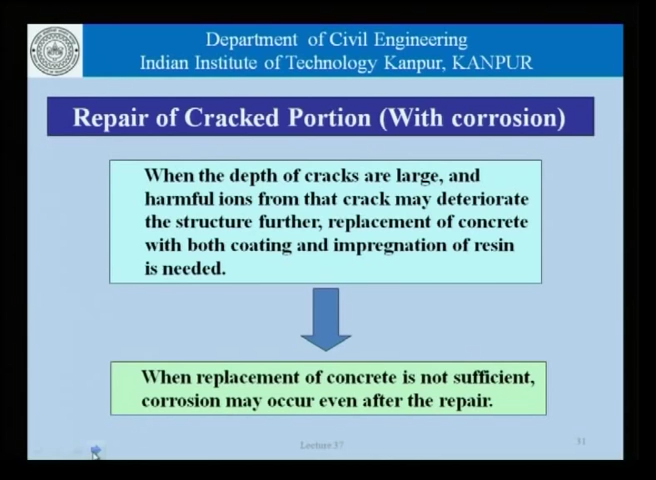 Department of Civil Engineering
Indian Institute of Technology Kanpur, KANPUR
Repair of Cracked Portion (With corrosion)
When the depth of cracks are large, and
harmful ions from that crack may deteriorate
the structure further, replacement of concrete
with both coating and impregnation of resin
is needed.
When replacement of concrete is not sufficient,
corrosion may occur even after the repair.
Lecture 37
31